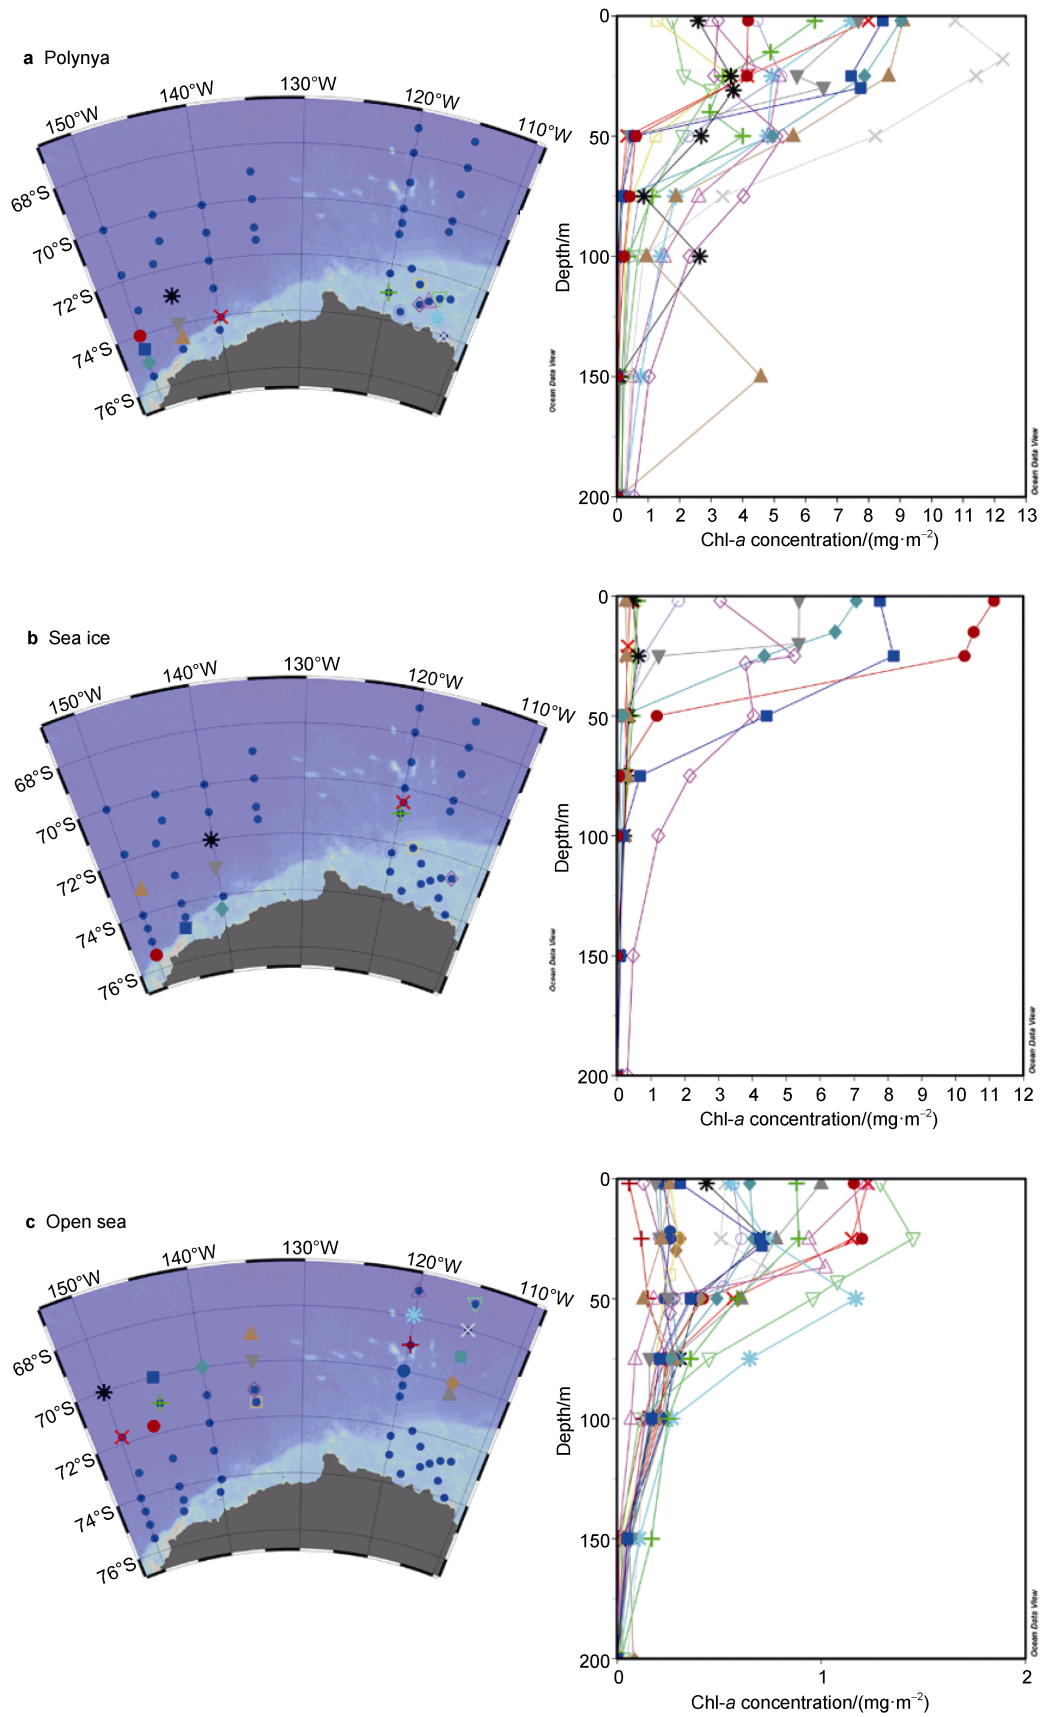 a Polynya
150°W
140°W
130°W
120°W
110°W
68°S
70°S
72°S
74°S
76°S
0
50
100
150
200
Depth/m
Ocean Data View
Ocean Data View
0 1 2 3 4 5 6 7 8 9 10 11 12 13
Chl-a concentration/(mg·m−2)
b Sea ice
150°W
140°W
130°W
120°W
110°W
68°S
70°S
72°S
74°S
76°S
0
50
100
150
200
Depth/m
Ocean Data View
Ocean Data View
0 1 2 3 4 5 6 7 8 9 10 11 12
Chl-a concentration/(mg·m−2)
c Open sea
150°W
140°W
130°W
120°W
110°W
68°S
70°S
72°S
74°S
76°S
0
50
100
150
200
Depth/m
Ocean Data View
0 1 2
Chl-a concentration/(mg·m−2)